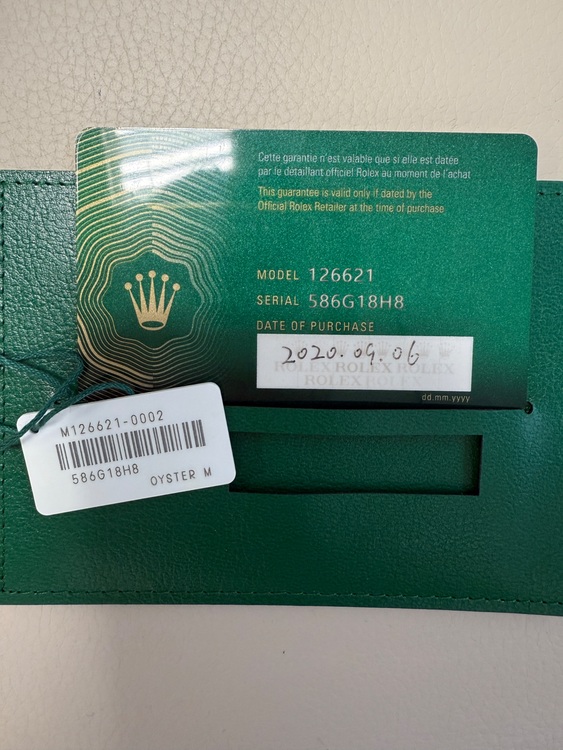 Cette garantie n'est valable que si elle est datée
par le détaillant officiel Rolex au moment de l'achat
This guarantee is valid only if dated by the
Official Rolex Retailer at the time of purchase
MODEL 126621
SERIAL 586G18H8
DATE OF PURCHASE
2020.09.06
ROLEX ROLEX ROLEX
ROLEX ROLEX
dd.mm.yyyy
M126621-0002
586G18H8
OYSTER M